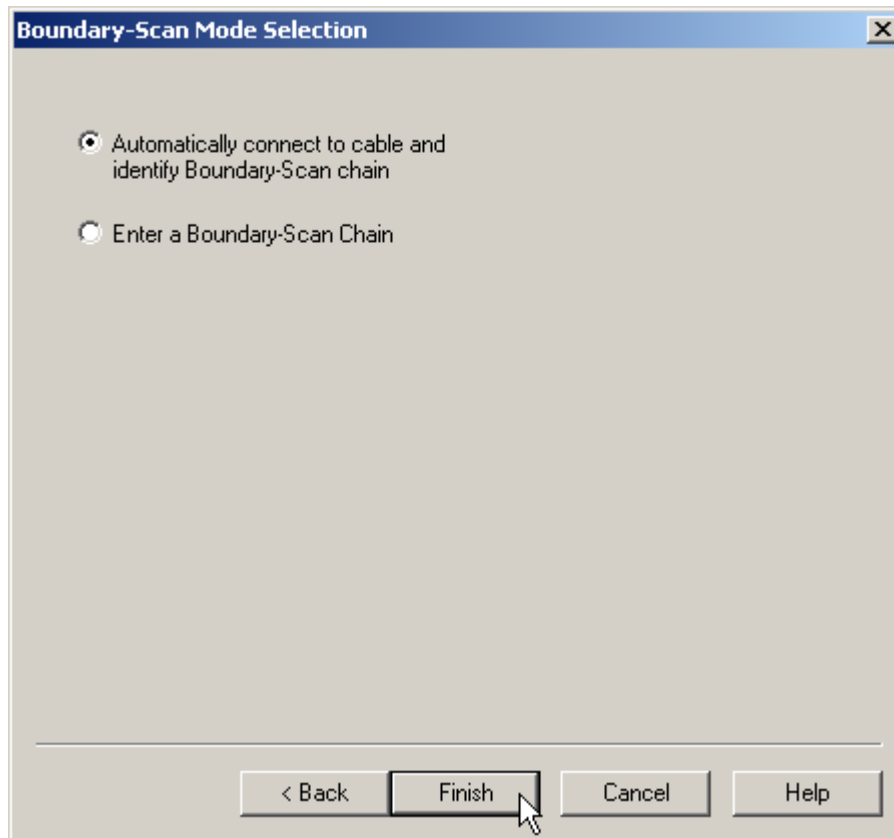 Boundary-Scan Mode Selection
Automatically connect to cable and
identify Boundary-Scan chain
Enter a Boundary-Scan Chain
< Back
Finish
Cancel
Help